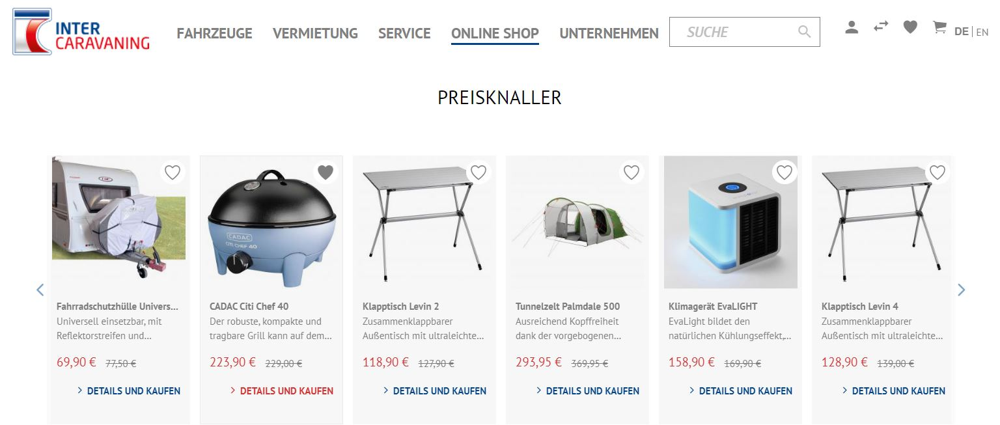 INTER
CARAVANING
FAHRZEUGE
VERMIETUNG
SERVICE
ONLINE SHOP
UNTERNEHMEN
SUCHE
DE | EN
PREISKNALLER
CADAC
CITI CHEF 40
Fahrradschutzhülle Univers...
Universell einsetzbar, mit
Reflektorstreifen und...
69,90 € 77,50 €
> DETAILS UND KAUFEN
CADAC Citi Chef 40
Der robuste, kompakte und
tragbare Grill kann auf dem...
223,90 € 229,00 €
> DETAILS UND KAUFEN
Klapptisch Levin 2
Zusammenklappbarer
Außentisch mit ultraleichte...
118,90 € 127,90 €
> DETAILS UND KAUFEN
Tunnelzelt Palmdale 500
Ausreichend Kopffreiheit
dank der vorgebogenen...
293,95 € 369,95 €
> DETAILS UND KAUFEN
Klimagerät EvaLIGHT
EvaLight bildet den
natürlichen Kühlungseffekt,...
158,90 € 169,90 €
> DETAILS UND KAUFEN
Klapptisch Levin 4
Zusammenklappbarer
Außentisch mit ultraleichte...
128,90 € 139,00 €
> DETAILS UND KAUFEN